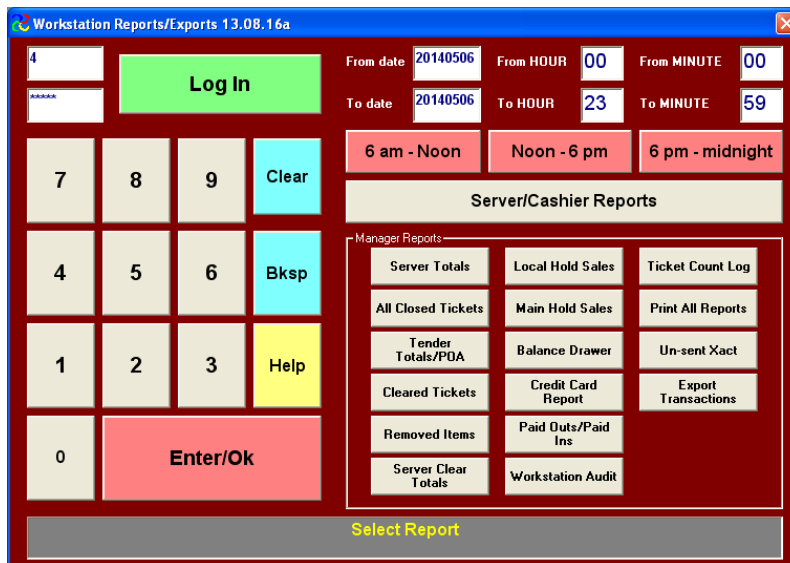 Workstation Reports/Exports 13.08.16a
4
*****
Log In
From date 20140506 From HOUR 00 From MINUTE 00
To date 20140506 To HOUR 23 To MINUTE 59
6 am - Noon Noon - 6 pm 6 pm - midnight
Server/Cashier Reports
7 8 9 Clear
4 5 6 Bksp
1 2 3 Help
0 Enter/Ok
Manager Reports
Server Totals Local Hold Sales Ticket Count Log
All Closed Tickets Main Hold Sales Print All Reports
Tender
Totals/POA Balance Drawer Un-sent Xact
Cleared Tickets Credit Card
Report Export
Transactions
Removed Items Paid Outs/Paid
Ins
Server Clear
Totals Workstation Audit
Select Report